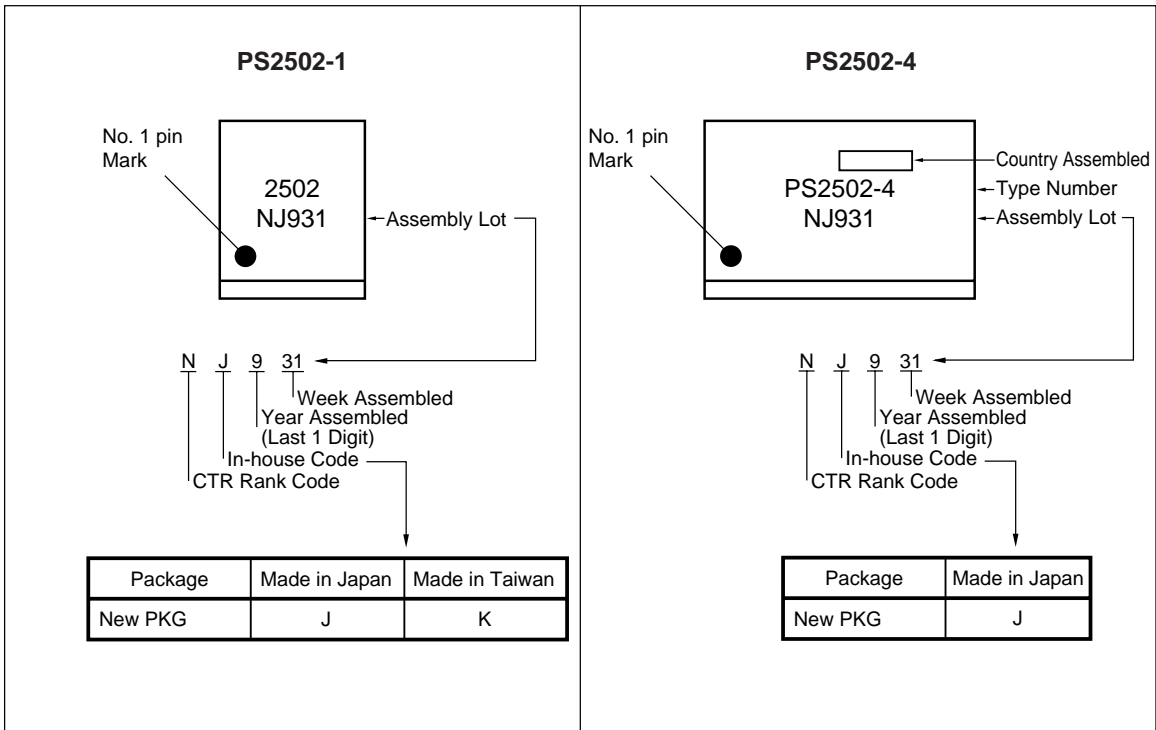 PS2502-1
No. 1 pin
Mark
2502
NJ931
Assembly Lot
N J 9 31
Week Assembled
Year Assembled
(Last 1 Digit)
In-house Code
CTR Rank Code
Package Made in Japan Made in Taiwan
New PKG J K
PS2502-4
No. 1 pin
Mark
Country Assembled
PS2502-4
Type Number
NJ931
Assembly Lot
N J 9 31
Week Assembled
Year Assembled
(Last 1 Digit)
In-house Code
CTR Rank Code
Package Made in Japan
New PKG J